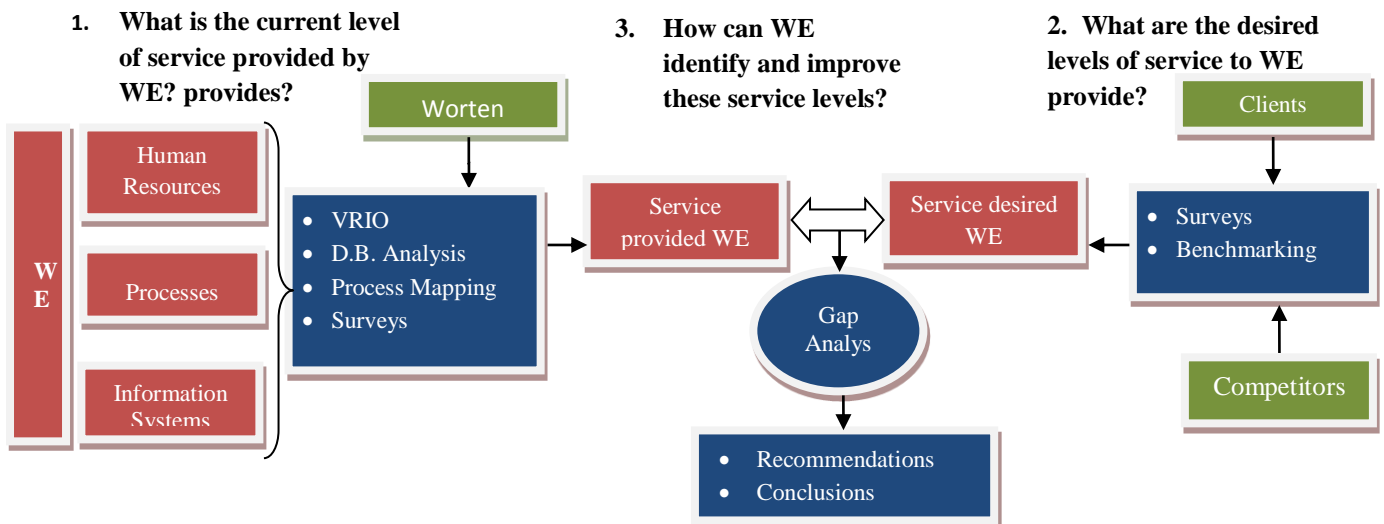 1. What is the current level
of service provided by
WE? provides?
Worten
W
E
Human
Resources
Processes
Information
Systems
• VRIO
• D.B. Analysis
• Process Mapping
• Surveys
3. How can WE
identify and improve
these service levels?
Service
provided WE
Service desired
WE
Gap
Analys
• Recommendations
• Conclusions
2. What are the desired
levels of service to WE
provide?
Clients
• Surveys
• Benchmarking
Competitors